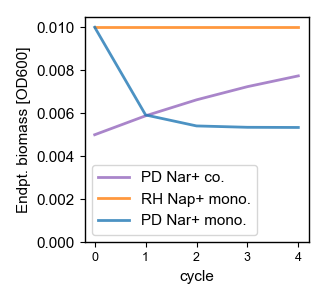 Endpt. biomass [OD600]
0.010
0.008
0.006
0.004
0.002
0.000
PD Nar+ co.
RH Nap+ mono.
PD Nar+ mono.
0 1 2 3 4
cycle